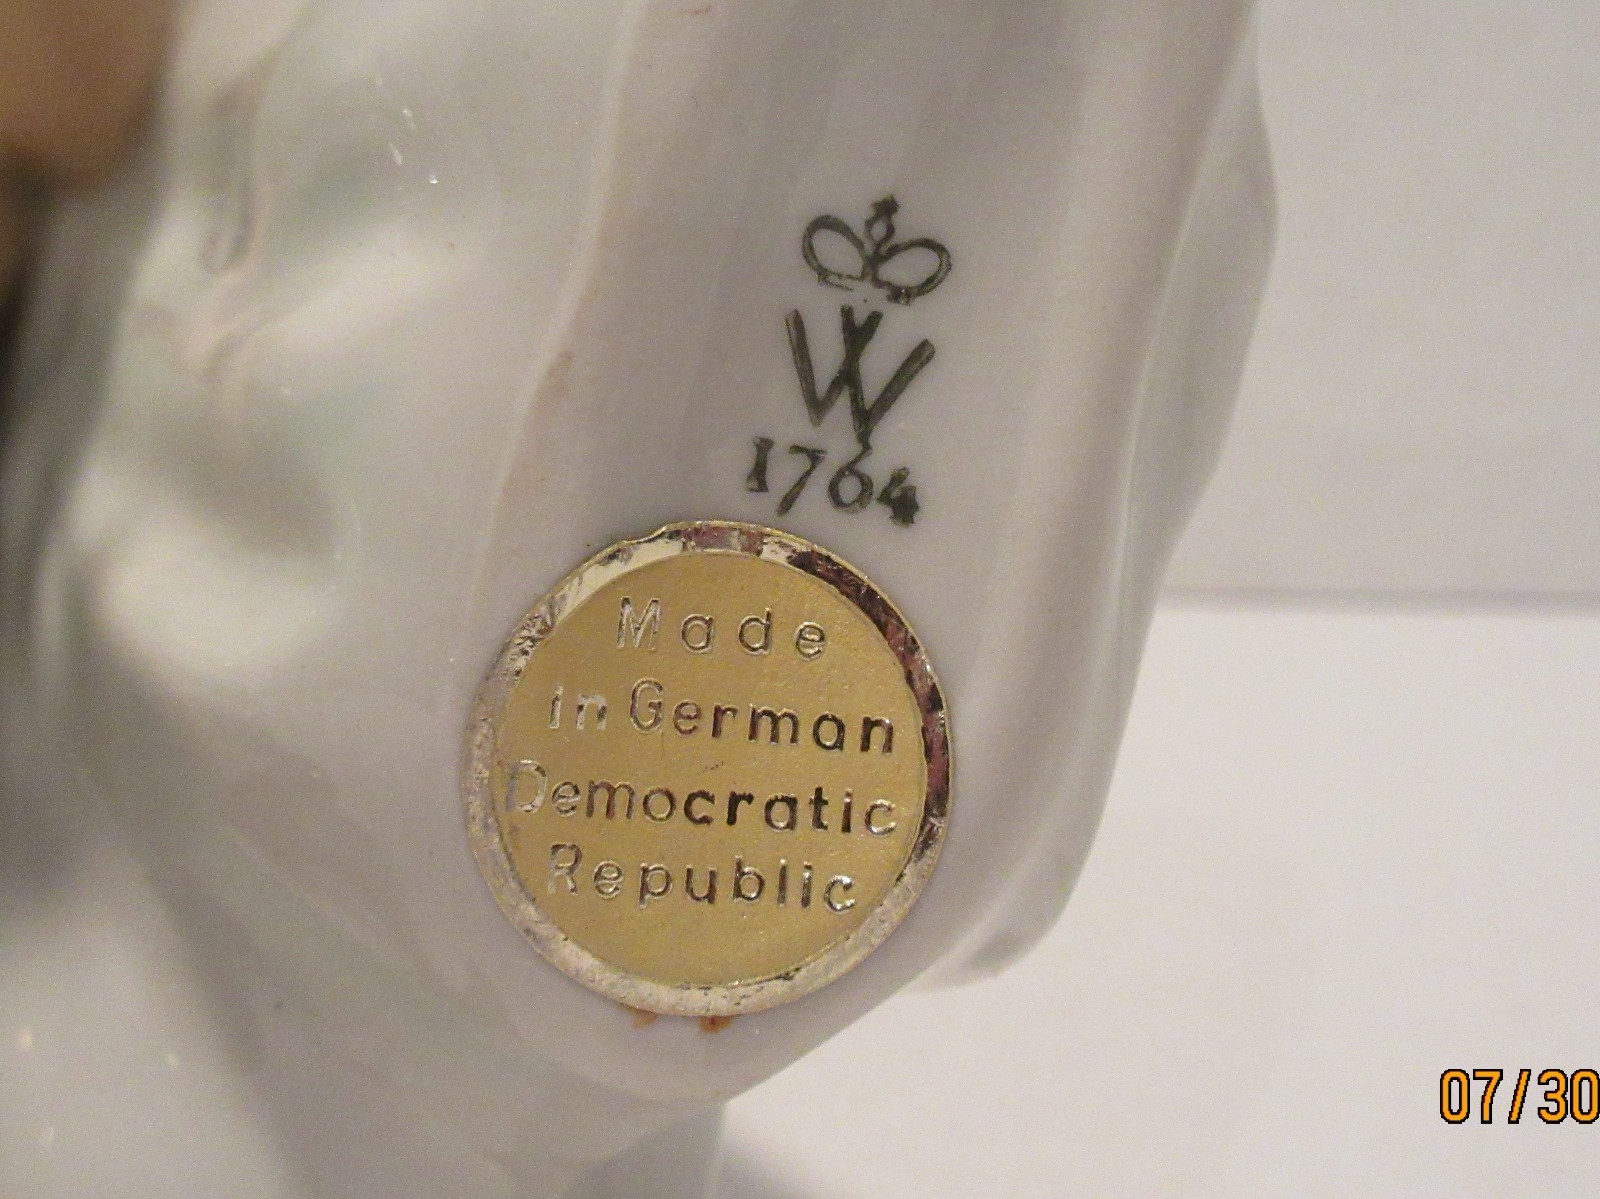 W
1764
Made
in German
Democratic
Republic
07/30